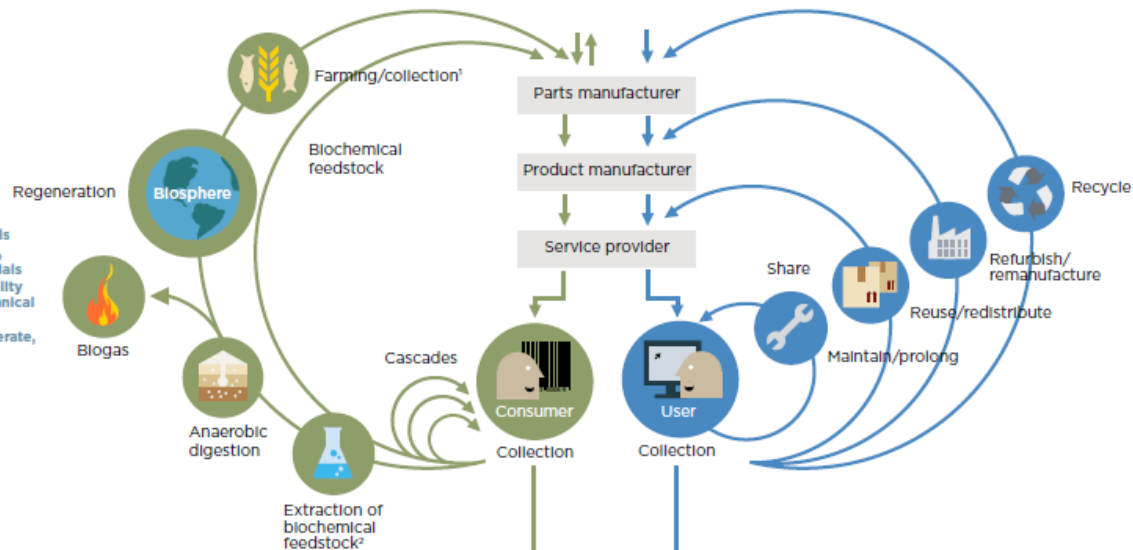 Farming/collection¹
Parts manufacturer
Biochemical
feedstock
Product manufacturer
Regeneration
Biosphere
Recycle
Service provider
Share
Refurbish/
remanufacture
Reuse/redistribute
Biogas
Cascades
Maintain/prolong
Consumer
User
Anaerobic
digestion
Collection
Collection
Extraction of
biochemical
feedstock²